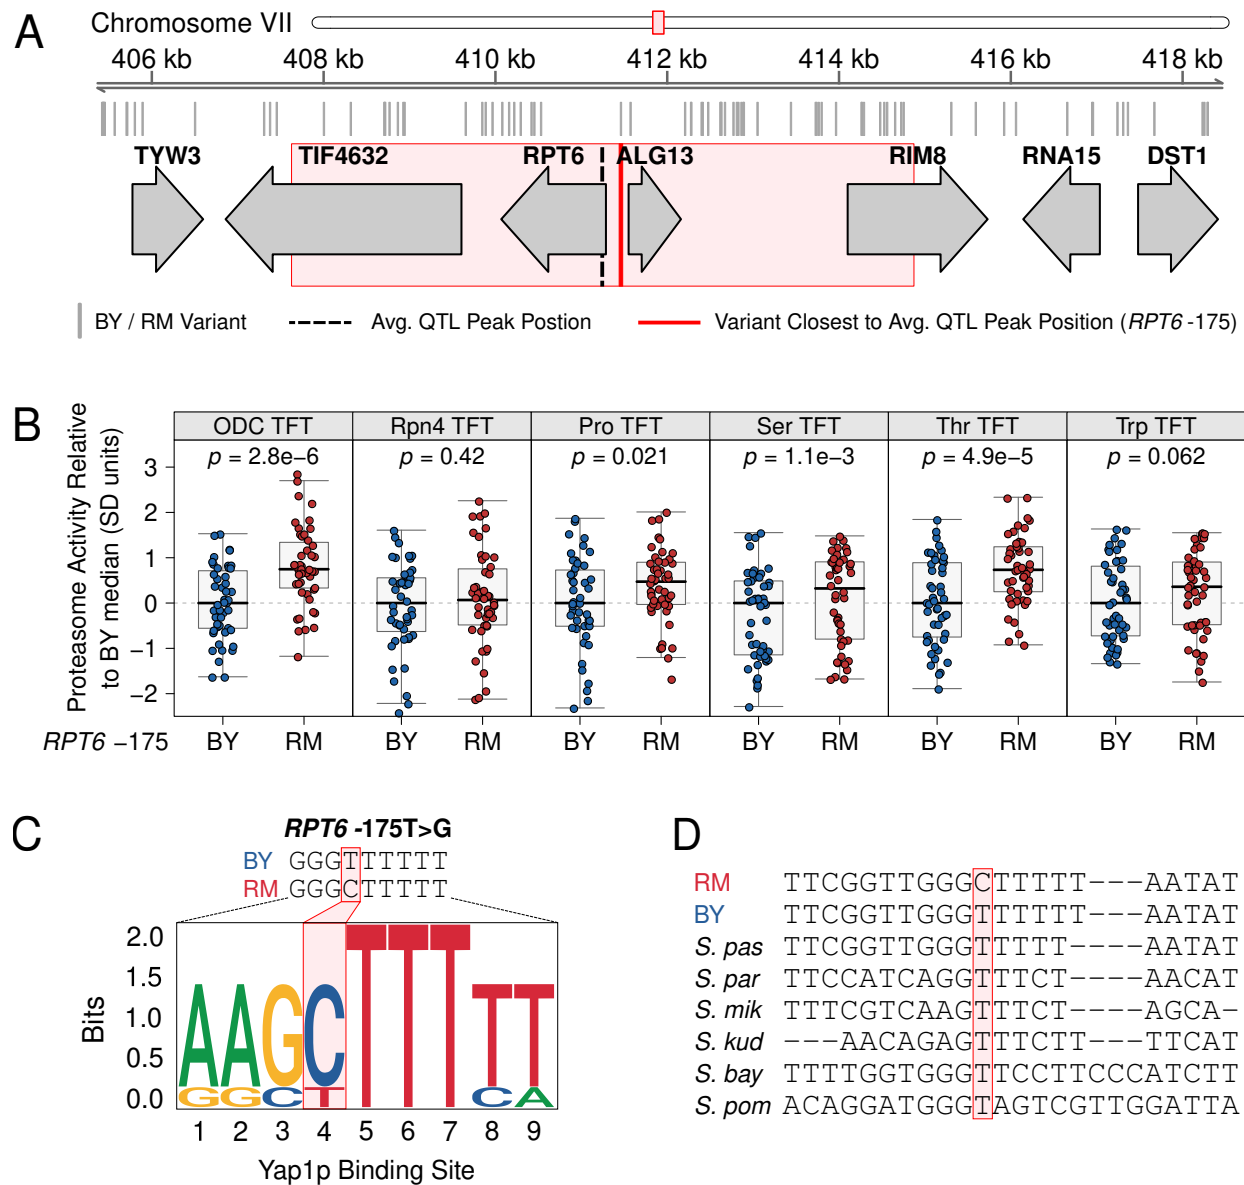 A
Chromosome VII
406 kb 408 kb 410 kb 412 kb 414 kb 416 kb 418 kb
TYW3 TIF4632 RPT6 ALG13 RIM8 RNA15 DST1
BY / RM Variant Avg. QTL Peak Postion Variant Closest to Avg. QTL Peak Position (RPT6 -175)
B
Proteasome Activity Relative
to BY median (SD units)
ODC TFT Rpn4 TFT Pro TFT Ser TFT Thr TFT Trp TFT
p = 2.8e−6 p = 0.42 p = 0.021 p = 1.1e−3 p = 4.9e−5 p = 0.062
3
2
1
0
−1
−2
RPT6 −175 BY RM BY RM BY RM BY RM BY RM BY RM
C
RPT6 -175T>G
BY GGGTTTTTT
RM GGGCTTTTT
Bits
2.0
1.5
1.0
0.5
0.0
AAGCTTTTT
GGCTCA
1 2 3 4 5 6 7 8 9
Yap1p Binding Site
D
RM TTCGGTTGGGCTTTTT---AATAT
BY TTCGGTTGGGTTTTTT---AATAT
S. pas TTCGGTTGGGTTTTT----AATAT
S. par TTCCATCAGGTTTCT----AACAT
S. mik TTTCGTCAAGTTTCT----AGCA-
S. kud ---AACAGAGTTTCTT---TTCAT
S. bay TTTTGGTGGGTTCCTTCCCATCTT
S. pom ACAGGATGGGTAGTCGTTGGATTA